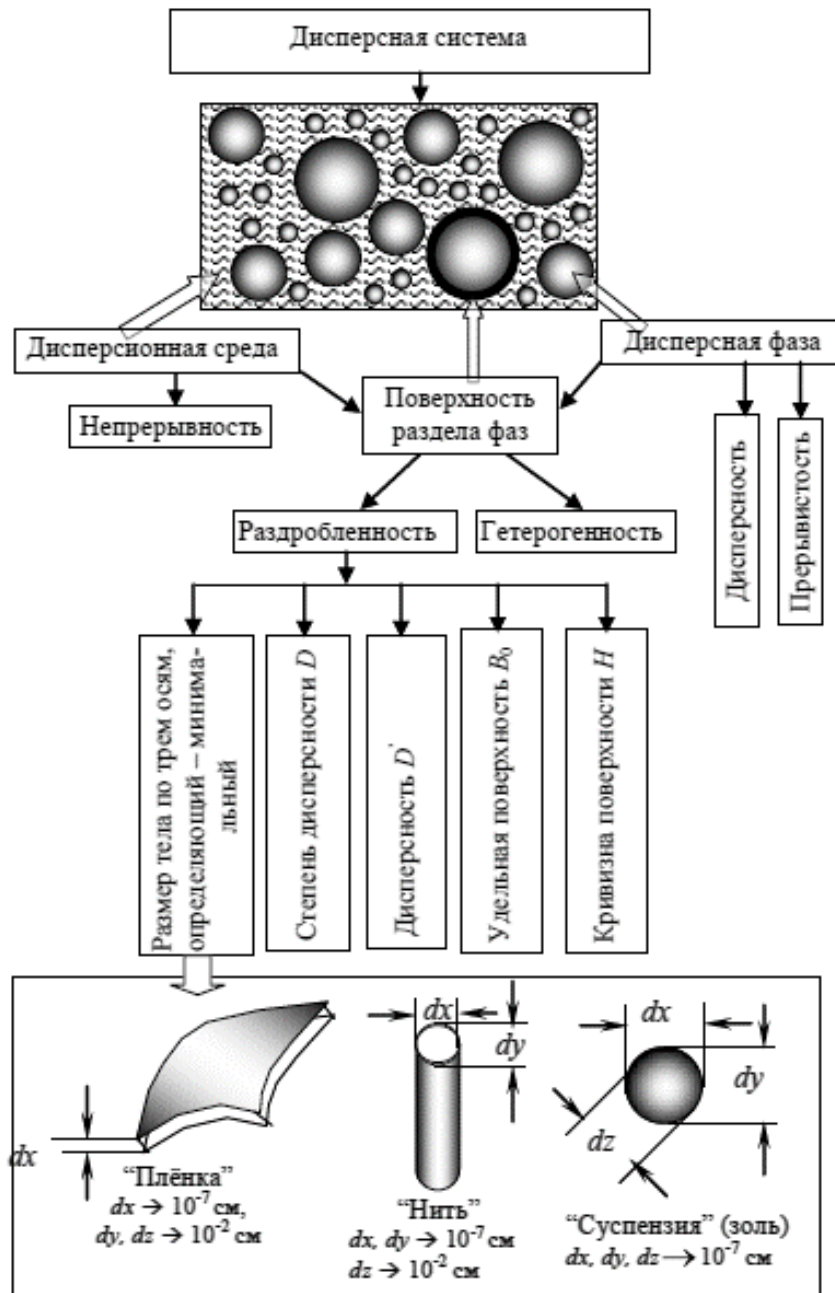 Дисперсная система
Дисперсионная среда
Дисперсная фаза
Непрерывность
Поверхность
раздела фаз
Дисперсность
Прерывистость
Раздробленность
Гетерогенность
Размер тела по трем осям,
определяющий – минима-
льный
Степень дисперсности D
Дисперсность D'
Удельная поверхность B₀
Кривизна поверхности H
dx
“Плёнка”
dx → 10⁻⁷ см,
dy, dz → 10⁻² см
dx
dy
“Нить”
dx, dy → 10⁻⁷ см
dz → 10⁻² см
dx
dy
dz
“Суспензия” (золь)
dx, dy, dz → 10⁻⁷ см